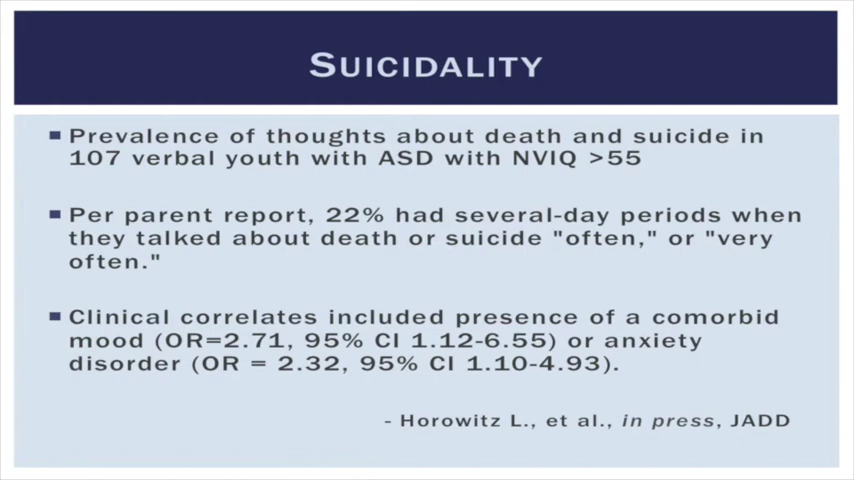 SUICIDALITY
▪ Prevalence of thoughts about death and suicide in
107 verbal youth with ASD with NVIQ >55
▪ Per parent report, 22% had several-day periods when
they talked about death or suicide "often," or "very
often."
▪ Clinical correlates included presence of a comorbid
mood (OR=2.71, 95% CI 1.12-6.55) or anxiety
disorder (OR = 2.32, 95% CI 1.10-4.93).
- Horowitz L., et al., in press, JADD